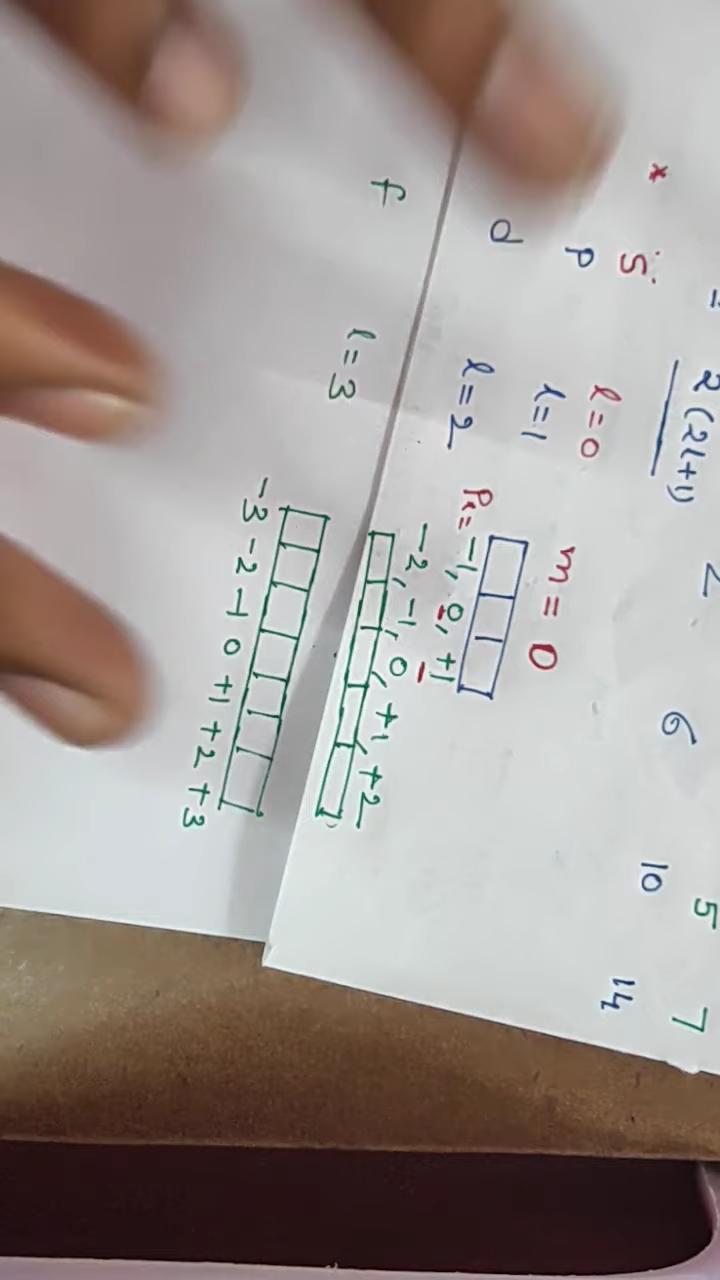 5 7
= 2(2l+1) 2 6 10 14
* S l=0 m = 0
P l=1
Px = -1, 0, +1
d l=2
-2, -1, 0, +1, +2
f l=3
-3 -2 -1 0 +1 +2 +3